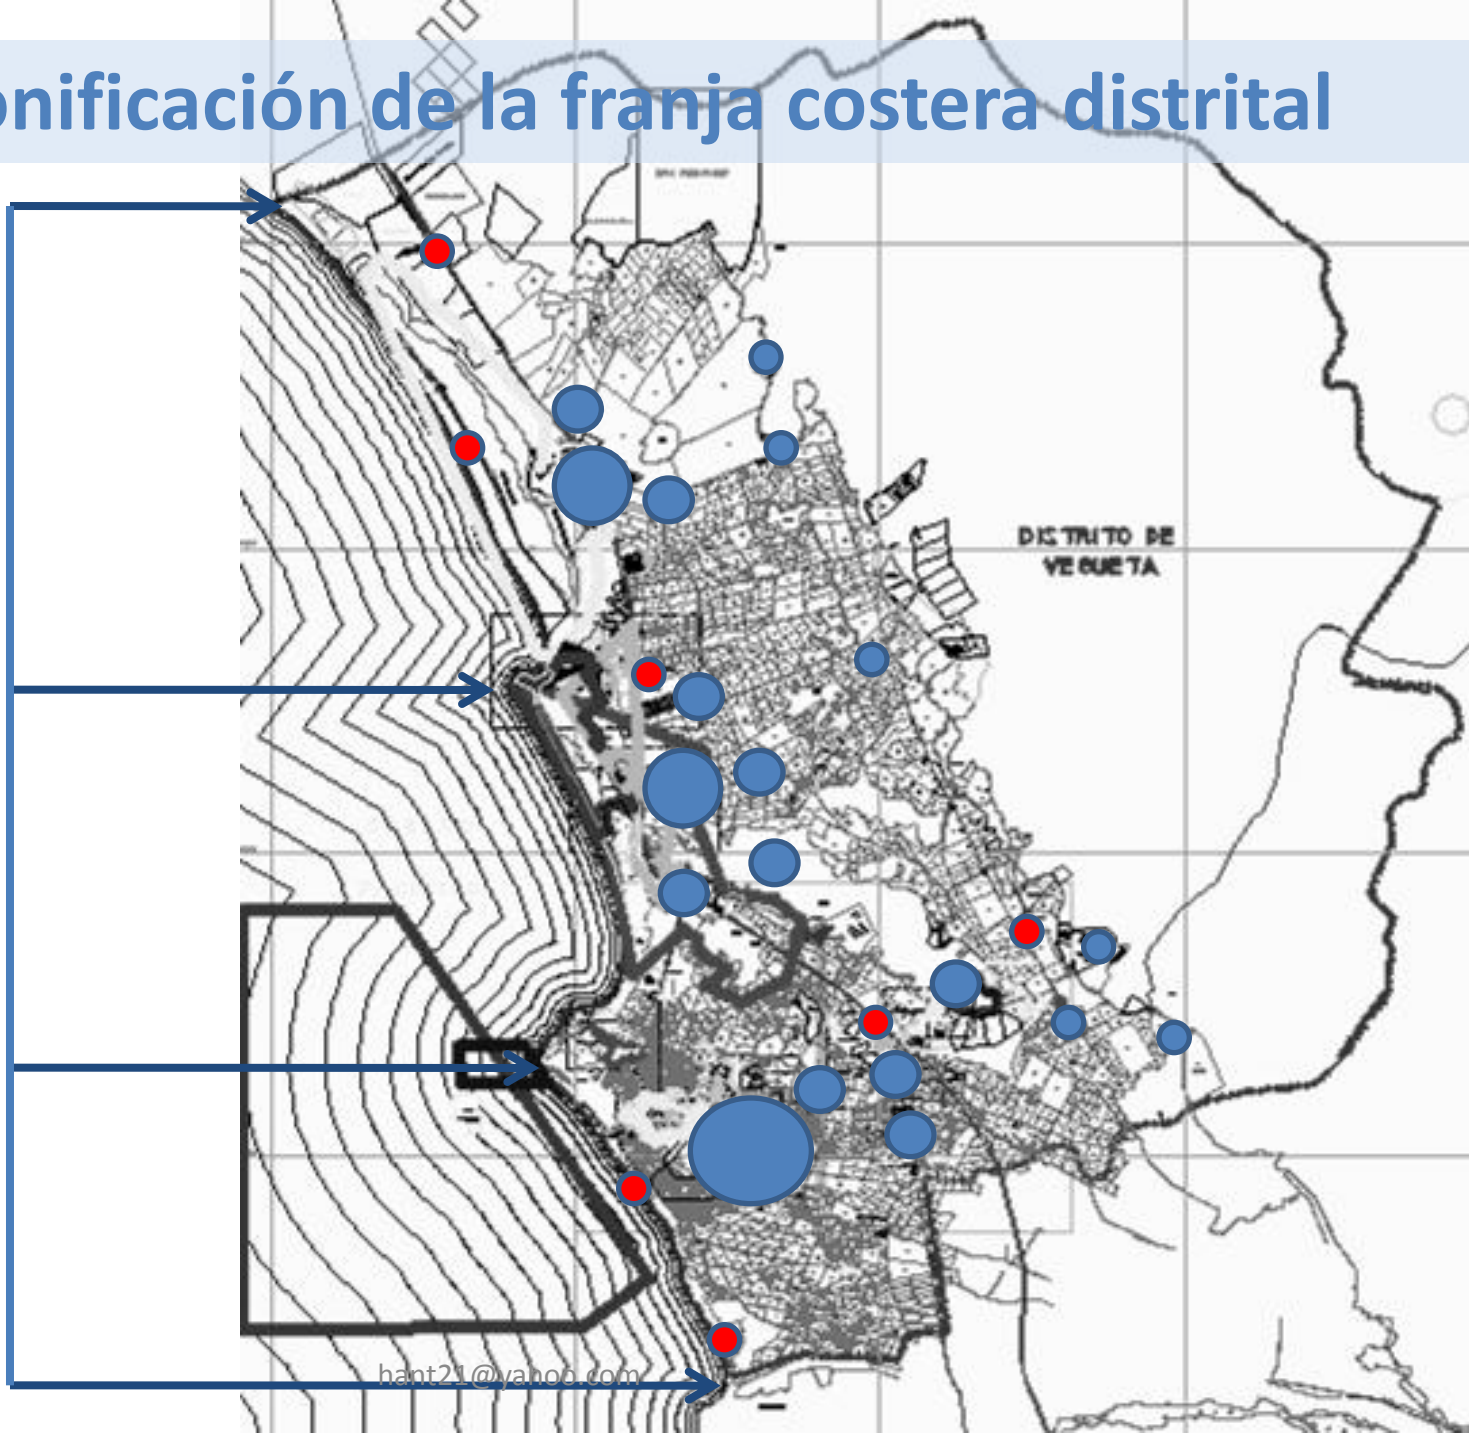 onificación de la franja costera distrital
DISTRITO DE
VEGUETA
hant21@yahoo.com